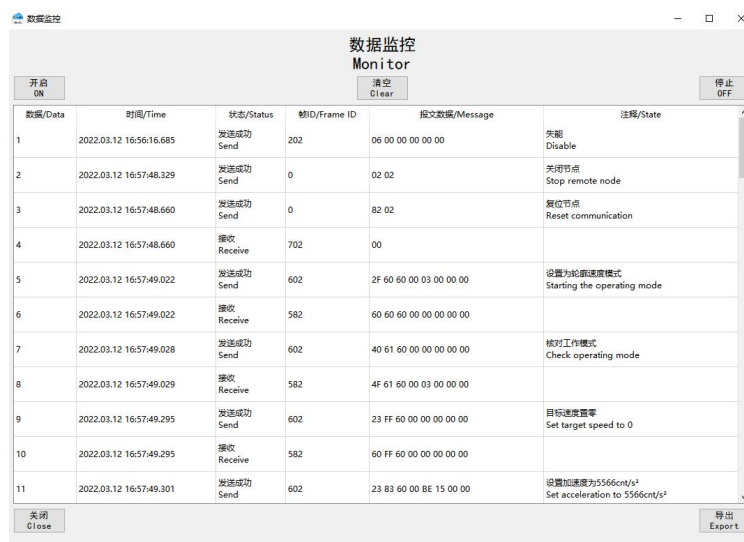 数据监控
数据监控
Monitor
开启
ON
清空
Clear
停止
OFF
数据/Data 时间/Time 状态/Status 帧ID/Frame ID 报文数据/Message 注释/State
1 2022.03.12 16:56:16.685 发送成功 Send 202 06 00 00 00 00 00 失能 Disable
2 2022.03.12 16:57:48.329 发送成功 Send 0 02 02 关闭节点 Stop remote node
3 2022.03.12 16:57:48.660 发送成功 Send 0 82 02 复位节点 Reset communication
4 2022.03.12 16:57:48.660 接收 Receive 702 00
5 2022.03.12 16:57:49.022 发送成功 Send 602 2F 60 60 00 03 00 00 00 设置为轮廓速度模式 Starting the operating mode
6 2022.03.12 16:57:49.022 接收 Receive 582 60 60 60 00 00 00 00 00
7 2022.03.12 16:57:49.028 发送成功 Send 602 40 61 60 00 00 00 00 00 核对工作模式 Check operating mode
8 2022.03.12 16:57:49.029 接收 Receive 582 4F 61 60 00 03 00 00 00
9 2022.03.12 16:57:49.295 发送成功 Send 602 23 FF 60 00 00 00 00 00 目标速度置零 Set target speed to 0
10 2022.03.12 16:57:49.295 接收 Receive 582 60 FF 60 00 00 00 00 00
11 2022.03.12 16:57:49.301 发送成功 Send 602 23 83 60 00 BE 15 00 00 设置加速度为5566cnt/s² Set acceleration to 5566cnt/s²
关闭
Close
导出
Export